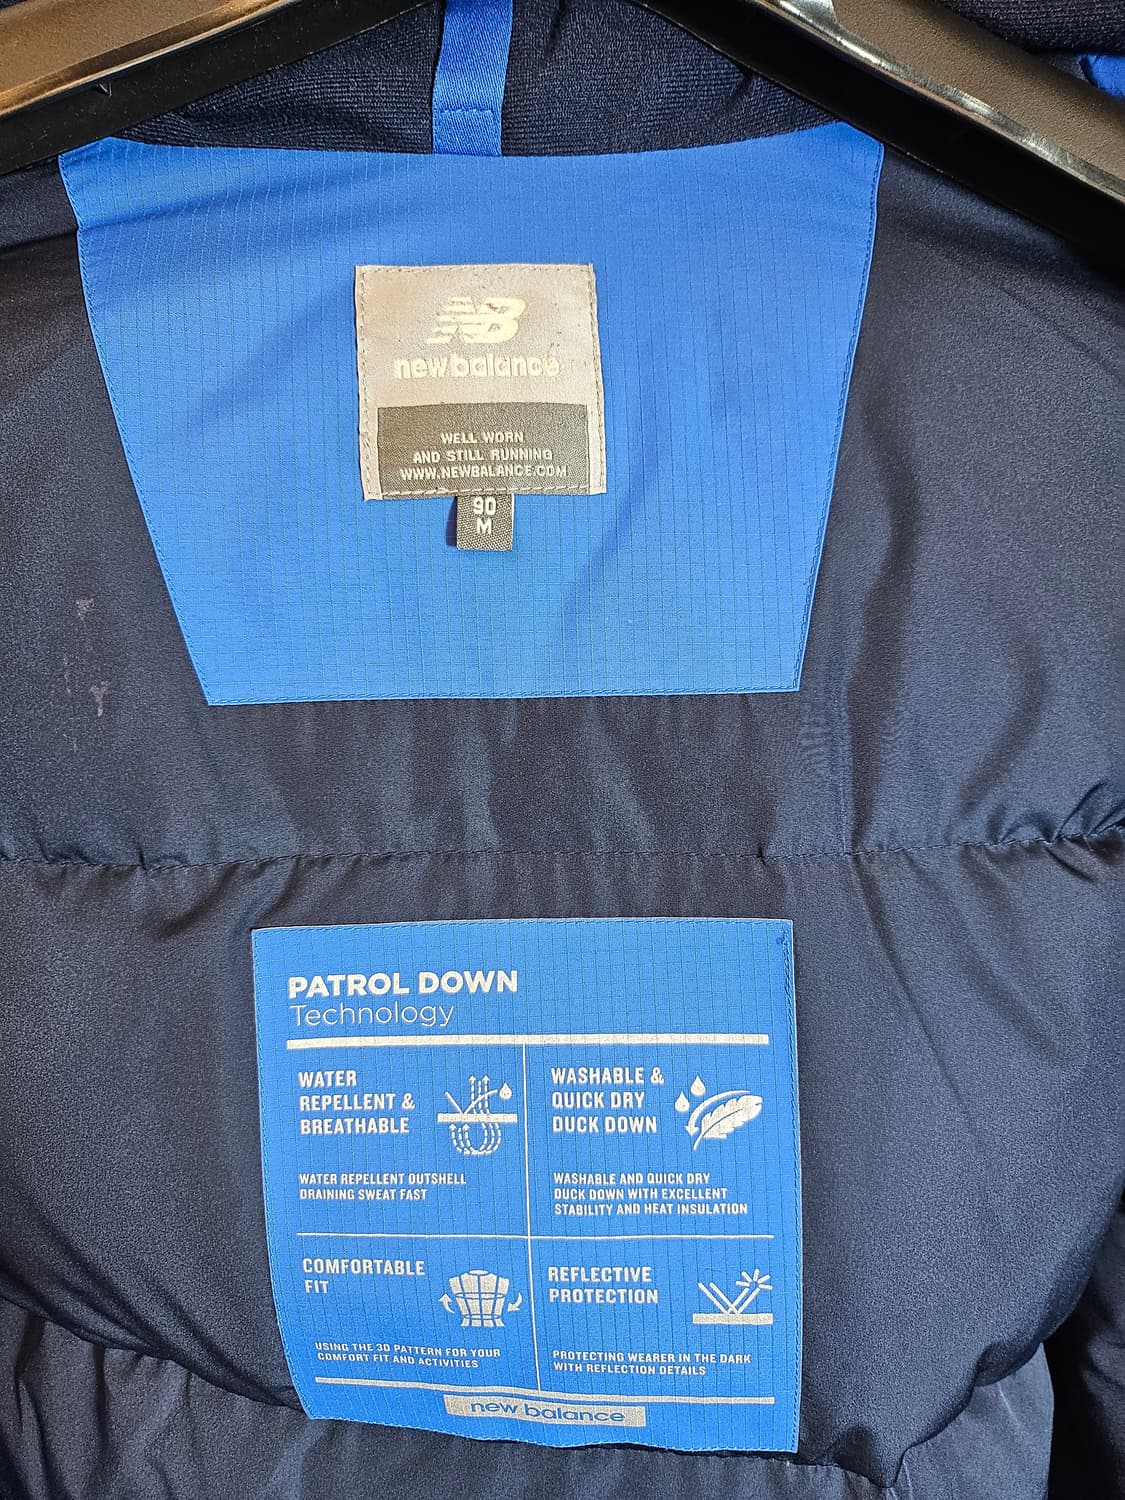 NB
new balance
WELL WORN
AND STILL RUNNING
WWW.NEWBALANCE.COM
90
M
PATROL DOWN
Technology
WATER
REPELLENT &
BREATHABLE
WATER REPELLENT OUTSHELL
DRAINING SWEAT FAST
WASHABLE &
QUICK DRY
DUCK DOWN
WASHABLE AND QUICK DRY
DUCK DOWN WITH EXCELLENT
STABILITY AND HEAT INSULATION
COMFORTABLE
FIT
USING THE 3D PATTERN FOR YOUR
COMFORT FIT AND ACTIVITIES
REFLECTIVE
PROTECTION
PROTECTING WEARER IN THE DARK
WITH REFLECTION DETAILS
new balance